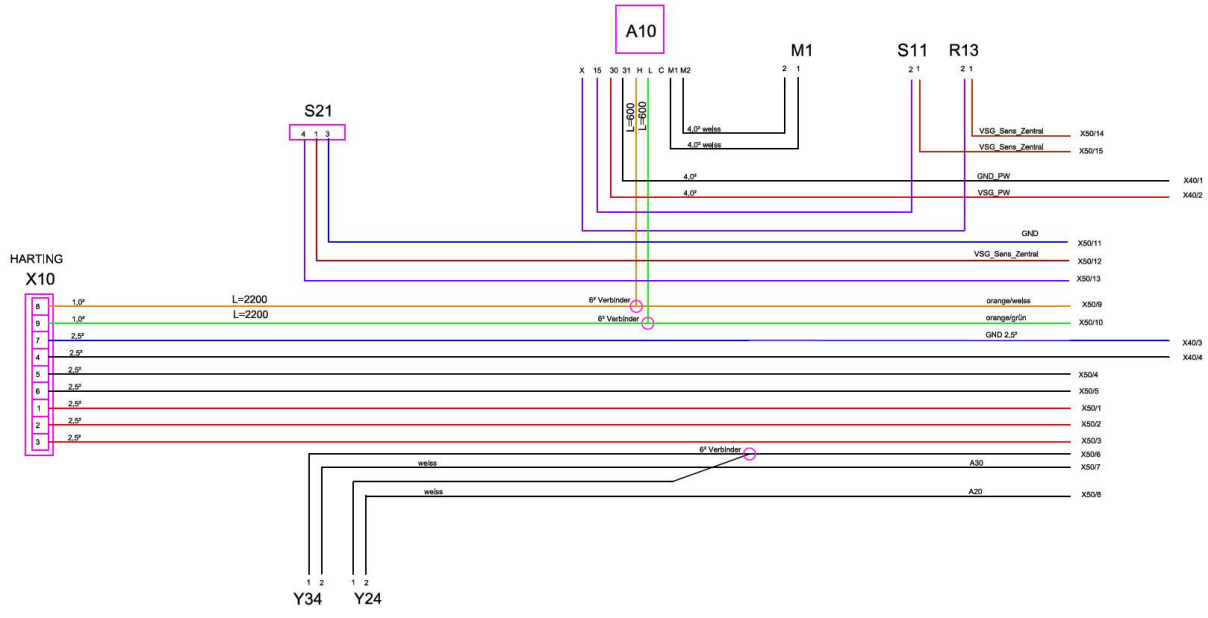 A10
M1
S11
R13
X 15 30 31 H L C M1 M2
2 1
2 1
2 1
L=600
L=600
S21
4 1 3
4,0² weiss
4,0² weiss
VSG_Sens_Zentral
X50/14
VSG_Sens_Zentral
X50/15
4,0²
GND_PW
X40/1
4,0²
VSG_PW
X40/2
GND
X50/11
VSG_Sens_Zentral
X50/12
X50/13
HARTING
X10
8
1,0²
L=2200
6² Verbinder
orange/weiss
X50/9
9
1,0²
L=2200
6² Verbinder
orange/grün
X50/10
7
2,5²
GND 2,5²
X40/3
4
2,5²
X40/4
5
2,5²
X50/4
6
2,5²
X50/5
1
2,5²
X50/1
2
2,5²
X50/2
3
2,5²
X50/3
6² Verbinder
X50/6
weiss
A30
X50/7
weiss
A20
X50/8
1 2
1 2
Y34
Y24